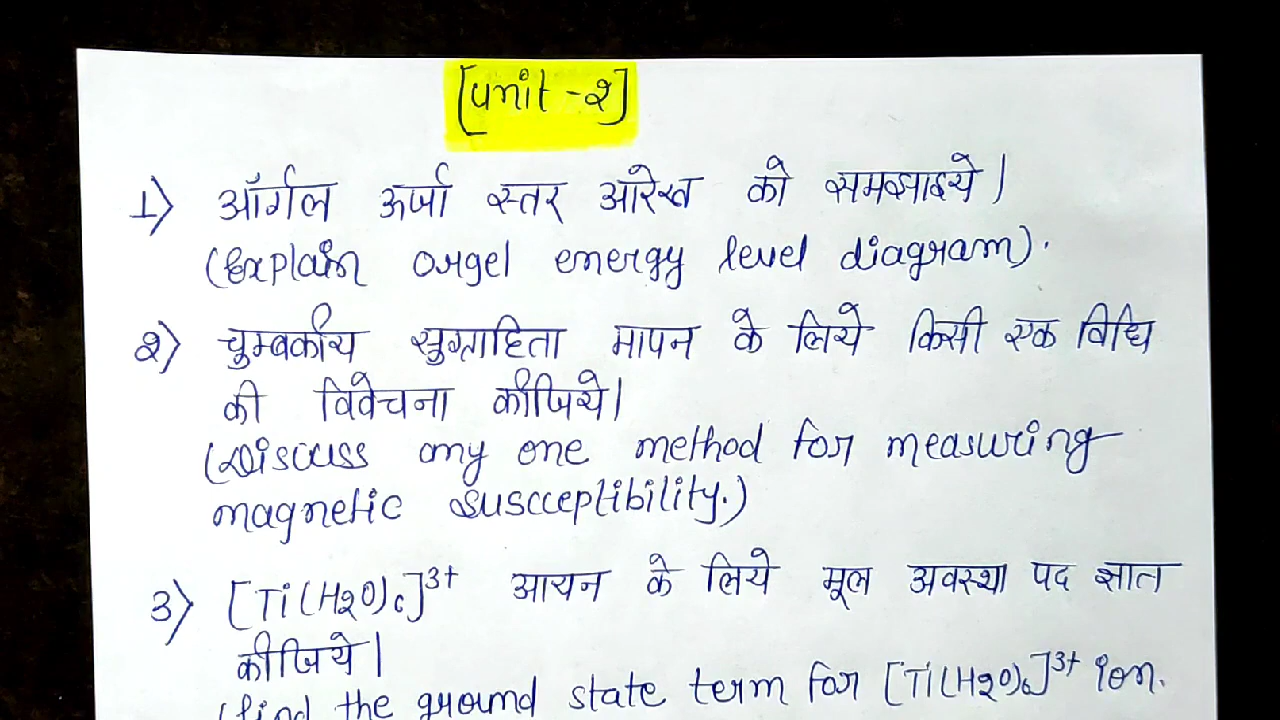 [Unit-2]
1) ऑर्गल ऊर्जा स्तर आरेख को समझाइये।
(Explain orgel energy level diagram).
2) चुम्बकीय सुग्राहिता मापन के लिये किसी एक विधि
की विवेचना कीजिये।
(Discuss any one method for measuring
magnetic susceptibility.)
3) [Ti(H2O)6]3+ आयन के लिये मूल अवस्था पद ज्ञात
कीजिये।
(find the ground state term for [Ti(H2O)6]3+ ion.